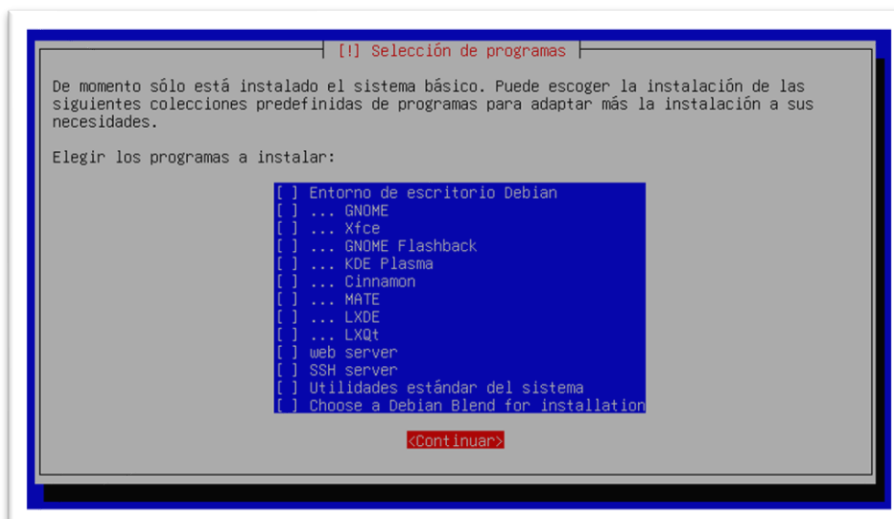 [!] Selección de programas
De momento sólo está instalado el sistema básico. Puede escoger la instalación de las
siguientes colecciones predefinidas de programas para adaptar más la instalación a sus
necesidades.
Elegir los programas a instalar:
[ ] Entorno de escritorio Debian
[ ] ... GNOME
[ ] ... Xfce
[ ] ... GNOME Flashback
[ ] ... KDE Plasma
[ ] ... Cinnamon
[ ] ... MATE
[ ] ... LXDE
[ ] ... LXQt
[ ] web server
[ ] SSH server
[ ] Utilidades estándar del sistema
[ ] Choose a Debian Blend for installation
<Continuar>